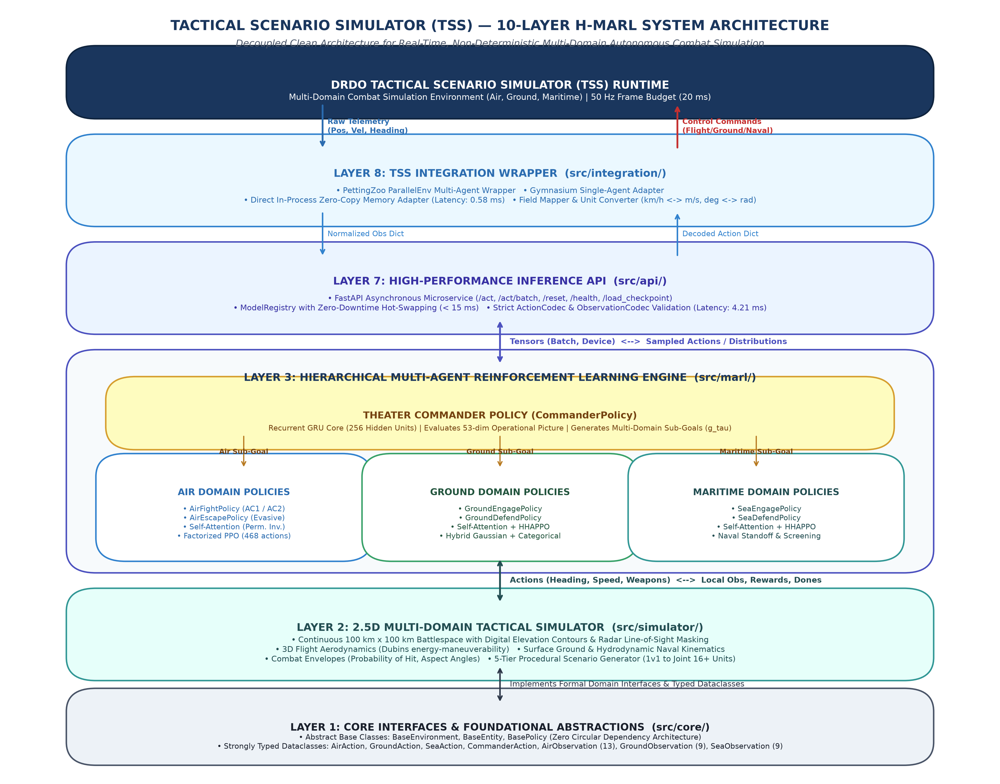 TACTICAL SCENARIO SIMULATOR (TSS) — 10-LAYER H-MARL SYSTEM ARCHITECTURE
Decoupled Clean Architecture for Real-Time, Non-Deterministic Multi-Domain Autonomous Combat Simulation
DRDO TACTICAL SCENARIO SIMULATOR (TSS) RUNTIME
Multi-Domain Combat Simulation Environment (Air, Ground, Maritime) | 50 Hz Frame Budget (20 ms)
Raw Telemetry
(Pos, Vel, Heading)
Control Commands
(Flight/Ground/Naval)
LAYER 8: TSS INTEGRATION WRAPPER (src/integration/)
• PettingZoo ParallelEnv Multi-Agent Wrapper • Gymnasium Single-Agent Adapter
• Direct In-Process Zero-Copy Memory Adapter (Latency: 0.58 ms) • Field Mapper & Unit Converter (km/h <-> m/s, deg <-> rad)
Normalized Obs Dict
Decoded Action Dict
LAYER 7: HIGH-PERFORMANCE INFERENCE API (src/api/)
• FastAPI Asynchronous Microservice (/act, /act/batch, /reset, /health, /load_checkpoint)
• ModelRegistry with Zero-Downtime Hot-Swapping (< 15 ms) • Strict ActionCodec & ObservationCodec Validation (Latency: 4.21 ms)
Tensors (Batch, Device) <--> Sampled Actions / Distributions
LAYER 3: HIERARCHICAL MULTI-AGENT REINFORCEMENT LEARNING ENGINE (src/marl/)
THEATER COMMANDER POLICY (CommanderPolicy)
Recurrent GRU Core (256 Hidden Units) | Evaluates 53-dim Operational Picture | Generates Multi-Domain Sub-Goals (g_tau)
Air Sub-Goal
Ground Sub-Goal
Maritime Sub-Goal
AIR DOMAIN POLICIES
• AirFightPolicy (AC1 / AC2)
• AirEscapePolicy (Evasive)
• Self-Attention (Perm. Inv.)
• Factorized PPO (468 actions)
GROUND DOMAIN POLICIES
• GroundEngagePolicy
• GroundDefendPolicy
• Self-Attention + HHAPPO
• Hybrid Gaussian + Categorical
MARITIME DOMAIN POLICIES
• SeaEngagePolicy
• SeaDefendPolicy
• Self-Attention + HHAPPO
• Naval Standoff & Screening
Actions (Heading, Speed, Weapons) <--> Local Obs, Rewards, Dones
LAYER 2: 2.5D MULTI-DOMAIN TACTICAL SIMULATOR (src/simulator/)
• Continuous 100 km x 100 km Battlespace with Digital Elevation Contours & Radar Line-of-Sight Masking
• 3D Flight Aerodynamics (Dubins energy-maneuverability) • Surface Ground & Hydrodynamic Naval Kinematics
• Combat Envelopes (Probability of Hit, Aspect Angles) • 5-Tier Procedural Scenario Generator (1v1 to Joint 16+ Units)
Implements Formal Domain Interfaces & Typed Dataclasses
LAYER 1: CORE INTERFACES & FOUNDATIONAL ABSTRACTIONS (src/core/)
• Abstract Base Classes: BaseEnvironment, BaseEntity, BasePolicy (Zero Circular Dependency Architecture)
• Strongly Typed Dataclasses: AirAction, GroundAction, SeaAction, CommanderAction, AirObservation (13), GroundObservation (9), SeaObservation (9)